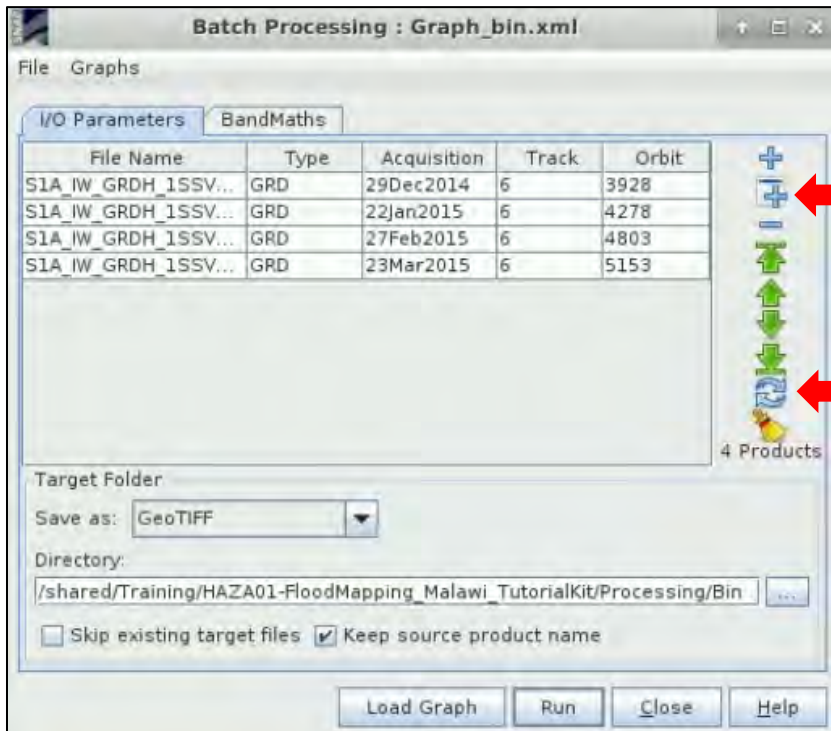 Batch Processing : Graph_bin.xml
File Graphs
I/O Parameters BandMaths
File Name Type Acquisition Track Orbit
S1A_IW_GRDH_1SSV... GRD 29Dec2014 6 3928
S1A_IW_GRDH_1SSV... GRD 22Jan2015 6 4278
S1A_IW_GRDH_1SSV... GRD 27Feb2015 6 4803
S1A_IW_GRDH_1SSV... GRD 23Mar2015 6 5153
4 Products
Target Folder
Save as: GeoTIFF
Directory:
/shared/Training/HAZA01-FloodMapping_Malawi_TutorialKit/Processing/Bin ...
Skip existing target files Keep source product name
Load Graph Run Close Help